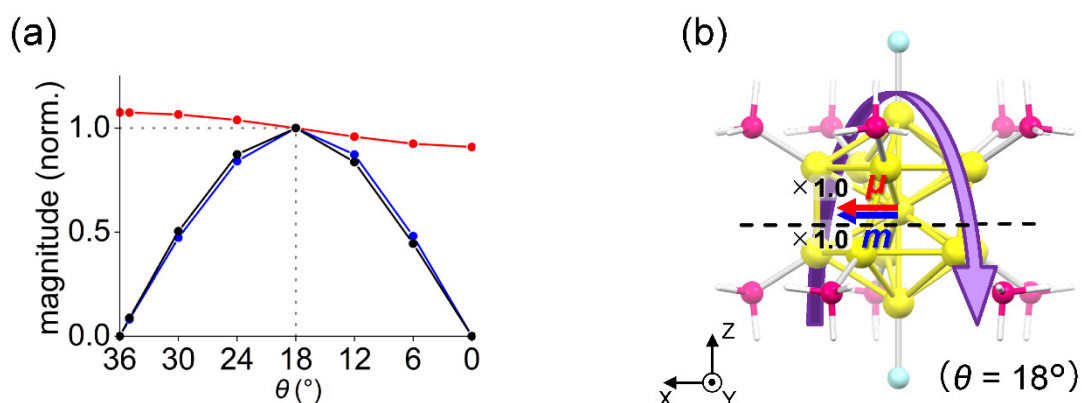 (a)
magnitude (norm.)
1.0
0.5
0.0
36 30 24 18 12 6 0
θ (°)
(b)
×1.0
μ
×1.0
m
Z
X
Y
(θ = 18°)